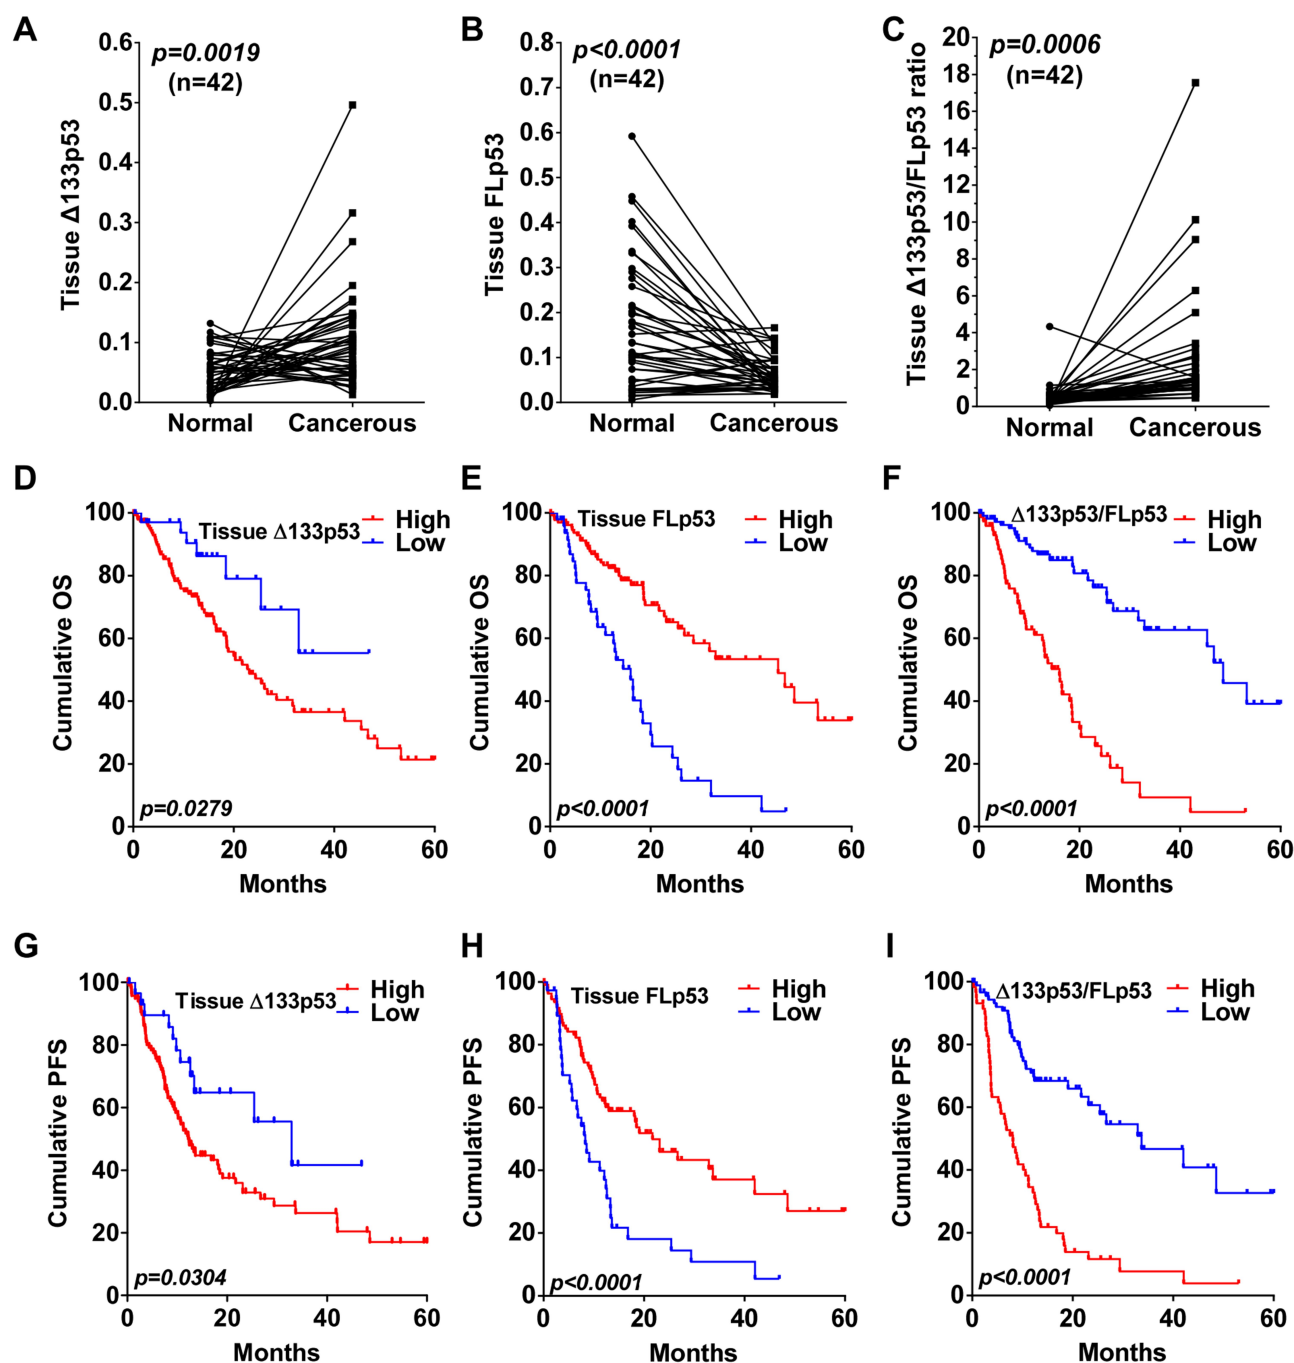 A
p=0.0019
(n=42)
Tissue Δ133p53
0.6
0.5
0.4
0.3
0.2
0.1
0.0
Normal Cancerous
B
p<0.0001
(n=42)
Tissue FLp53
0.8
0.7
0.6
0.5
0.4
0.3
0.2
0.1
0.0
Normal Cancerous
C
p=0.0006
(n=42)
Tissue Δ133p53/FLp53 ratio
20
18
16
14
12
10
8
6
4
2
0
Normal Cancerous
D
Tissue Δ133p53
High
Low
Cumulative OS
100
80
60
40
20
0
p=0.0279
0 20 40 60
Months
E
Tissue FLp53
High
Low
Cumulative OS
100
80
60
40
20
0
p<0.0001
0 20 40 60
Months
F
Δ133p53/FLp53
High
Low
Cumulative OS
100
80
60
40
20
0
p<0.0001
0 20 40 60
Months
G
Tissue Δ133p53
High
Low
Cumulative PFS
100
80
60
40
20
0
p=0.0304
0 20 40 60
Months
H
Tissue FLp53
High
Low
Cumulative PFS
100
80
60
40
20
0
p<0.0001
0 20 40 60
Months
I
Δ133p53/FLp53
High
Low
Cumulative PFS
100
80
60
40
20
0
p<0.0001
0 20 40 60
Months